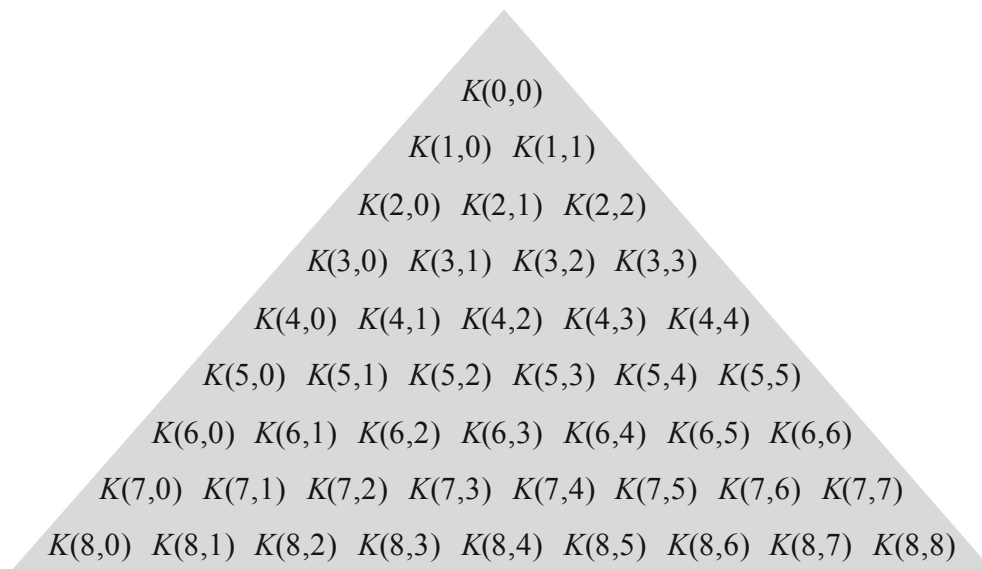 K(0,0)
K(1,0) K(1,1)
K(2,0) K(2,1) K(2,2)
K(3,0) K(3,1) K(3,2) K(3,3)
K(4,0) K(4,1) K(4,2) K(4,3) K(4,4)
K(5,0) K(5,1) K(5,2) K(5,3) K(5,4) K(5,5)
K(6,0) K(6,1) K(6,2) K(6,3) K(6,4) K(6,5) K(6,6)
K(7,0) K(7,1) K(7,2) K(7,3) K(7,4) K(7,5) K(7,6) K(7,7)
K(8,0) K(8,1) K(8,2) K(8,3) K(8,4) K(8,5) K(8,6) K(8,7) K(8,8)